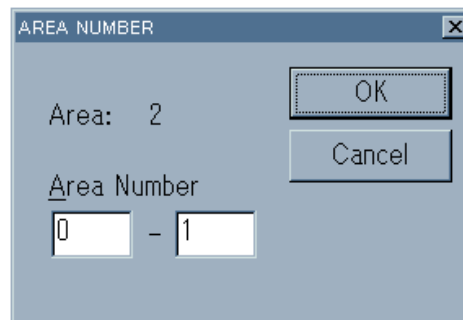 AREA NUMBER
Area: 2
OK
Cancel
Area Number
0 - 1